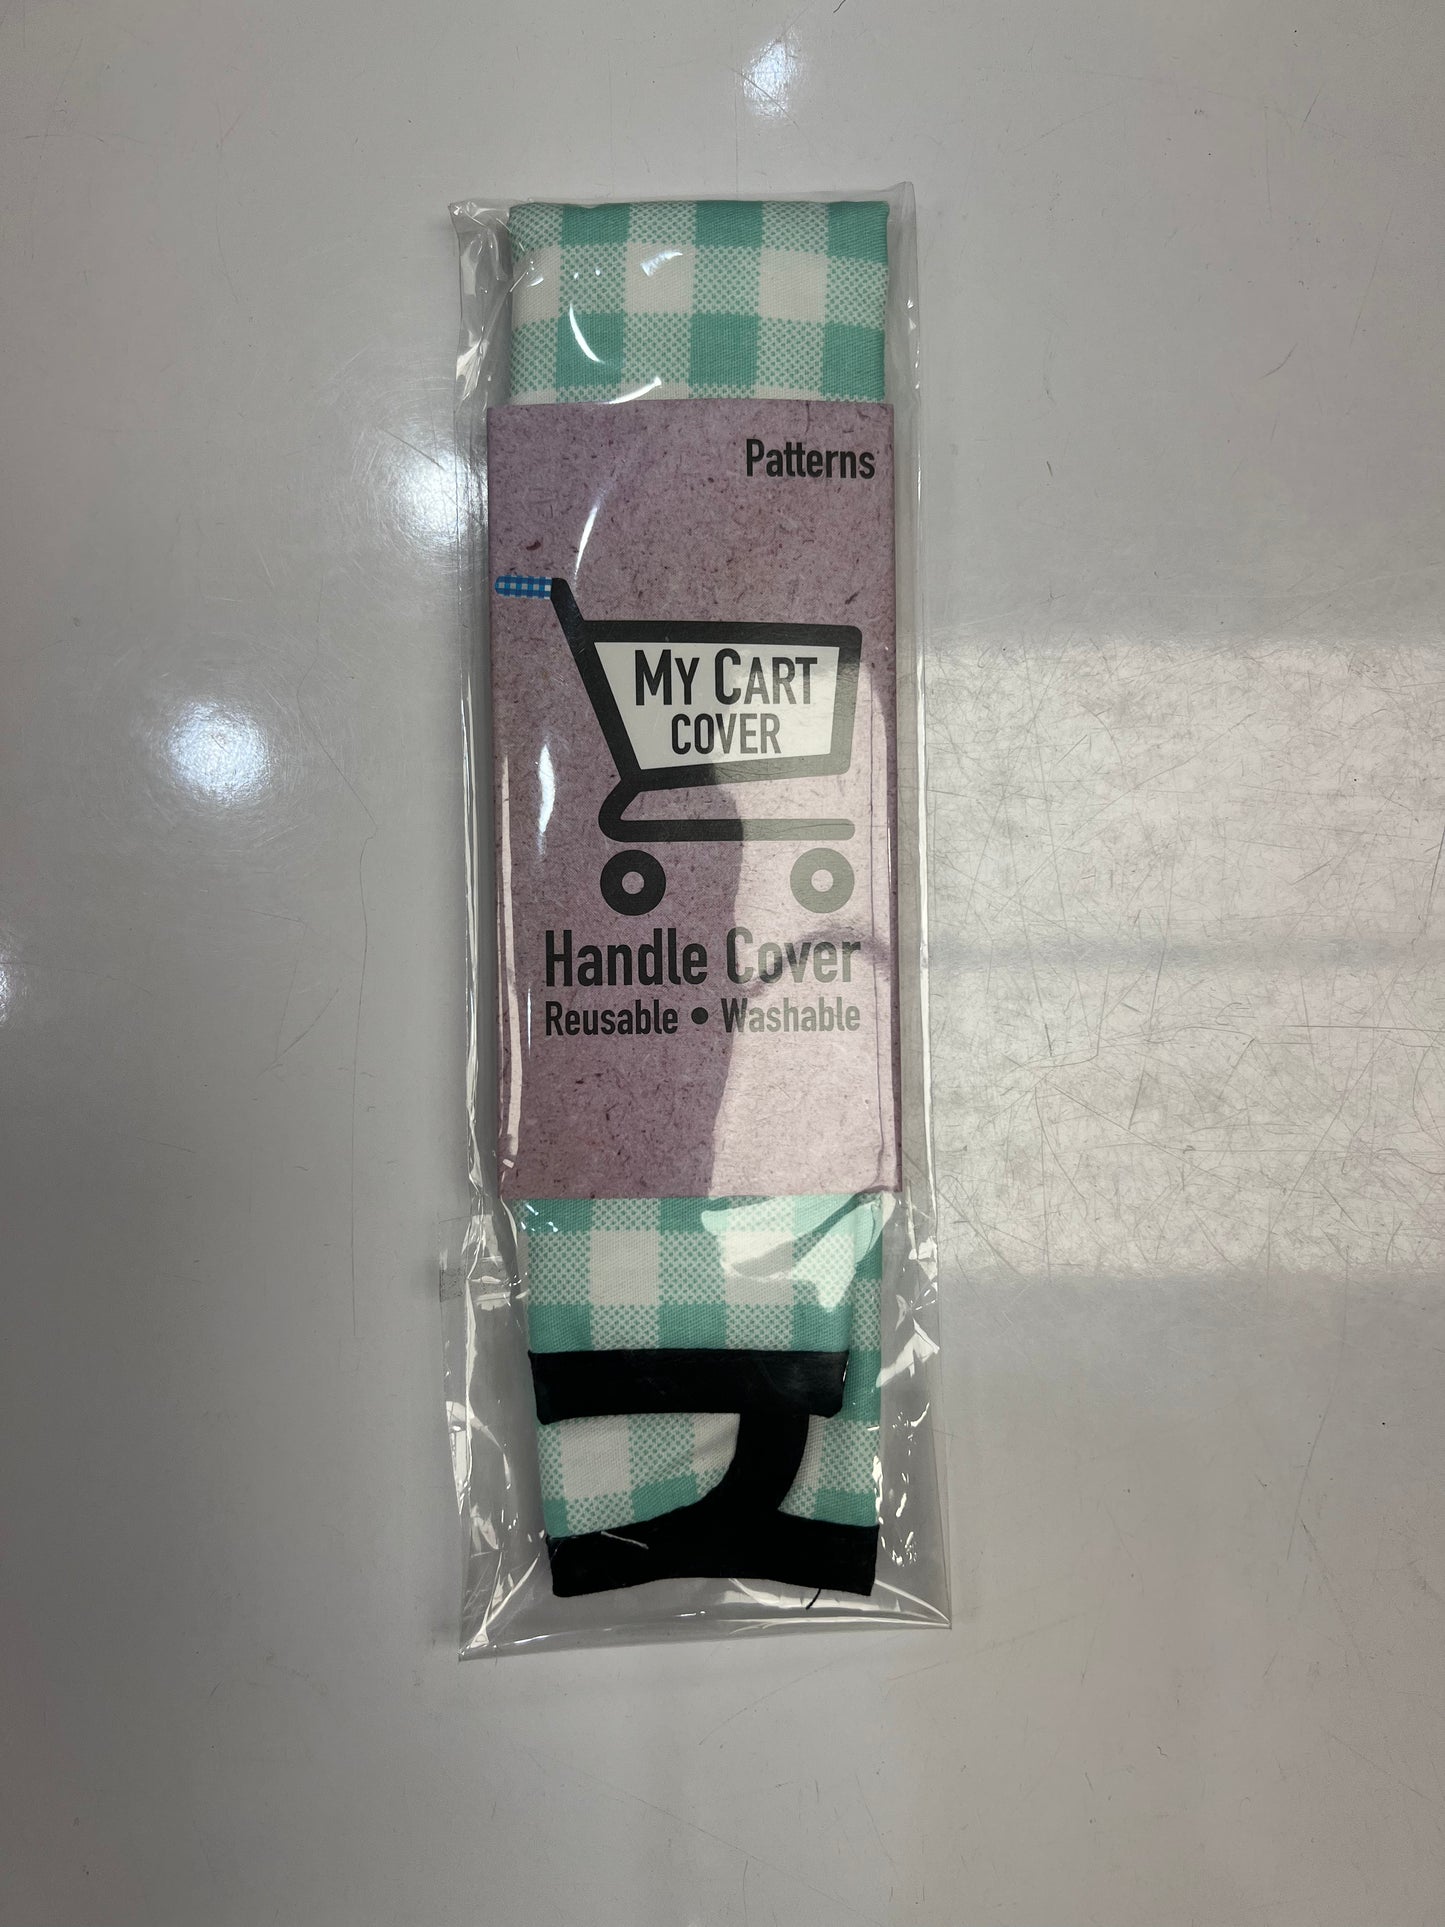 Patterns
MY CART
COVER
Handle Cover
Reusable • Washable